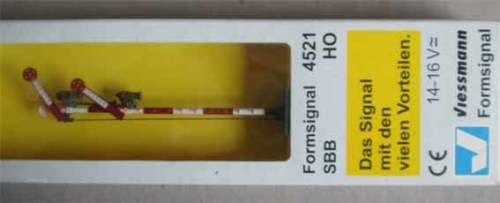 Formsignal 4521
SBB HO
Das Signal
mit den
vielen Vorteilen.
14-16 V≃
CE
Viessmann
Formsignal